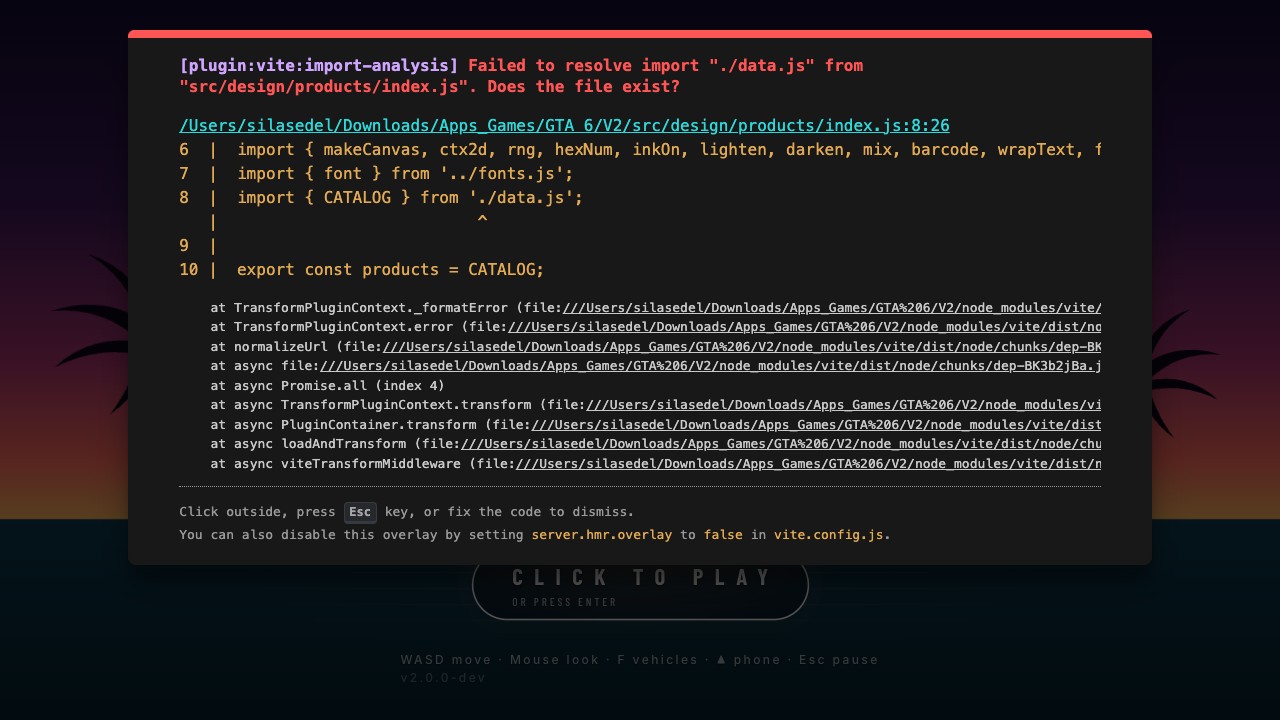 [plugin:vite:import-analysis] Failed to resolve import "./data.js" from
"src/design/products/index.js". Does the file exist?
/Users/silasedel/Downloads/Apps_Games/GTA 6/V2/src/design/products/index.js:8:26
6  |  import { makeCanvas, ctx2d, rng, hexNum, inkOn, lighten, darken, mix, barcode, wrapText, f
7  |  import { font } from '../fonts.js';
8  |  import { CATALOG } from './data.js';
   |                           ^
9  |
10 |  export const products = CATALOG;
at TransformPluginContext._formatError (file:///Users/silasedel/Downloads/Apps_Games/GTA%206/V2/node_modules/vite/
at TransformPluginContext.error (file:///Users/silasedel/Downloads/Apps_Games/GTA%206/V2/node_modules/vite/dist/no
at normalizeUrl (file:///Users/silasedel/Downloads/Apps_Games/GTA%206/V2/node_modules/vite/dist/node/chunks/dep-BK
at async file:///Users/silasedel/Downloads/Apps_Games/GTA%206/V2/node_modules/vite/dist/node/chunks/dep-BK3b2jBa.j
at async Promise.all (index 4)
at async TransformPluginContext.transform (file:///Users/silasedel/Downloads/Apps_Games/GTA%206/V2/node_modules/vi
at async PluginContainer.transform (file:///Users/silasedel/Downloads/Apps_Games/GTA%206/V2/node_modules/vite/dist
at async loadAndTransform (file:///Users/silasedel/Downloads/Apps_Games/GTA%206/V2/node_modules/vite/dist/node/chu
at async viteTransformMiddleware (file:///Users/silasedel/Downloads/Apps_Games/GTA%206/V2/node_modules/vite/dist/n
Click outside, press Esc key, or fix the code to dismiss.
You can also disable this overlay by setting server.hmr.overlay to false in vite.config.js.
CLICK TO PLAY
OR PRESS ENTER
WASD move · Mouse look · F vehicles · ▲ phone · Esc pause
v2.0.0-dev